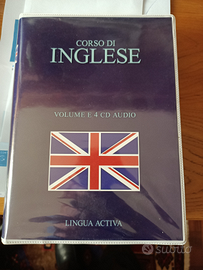 CORSO DI
INGLESE
VOLUME E 4 CD AUDIO
LINGUA ACTIVA
subito